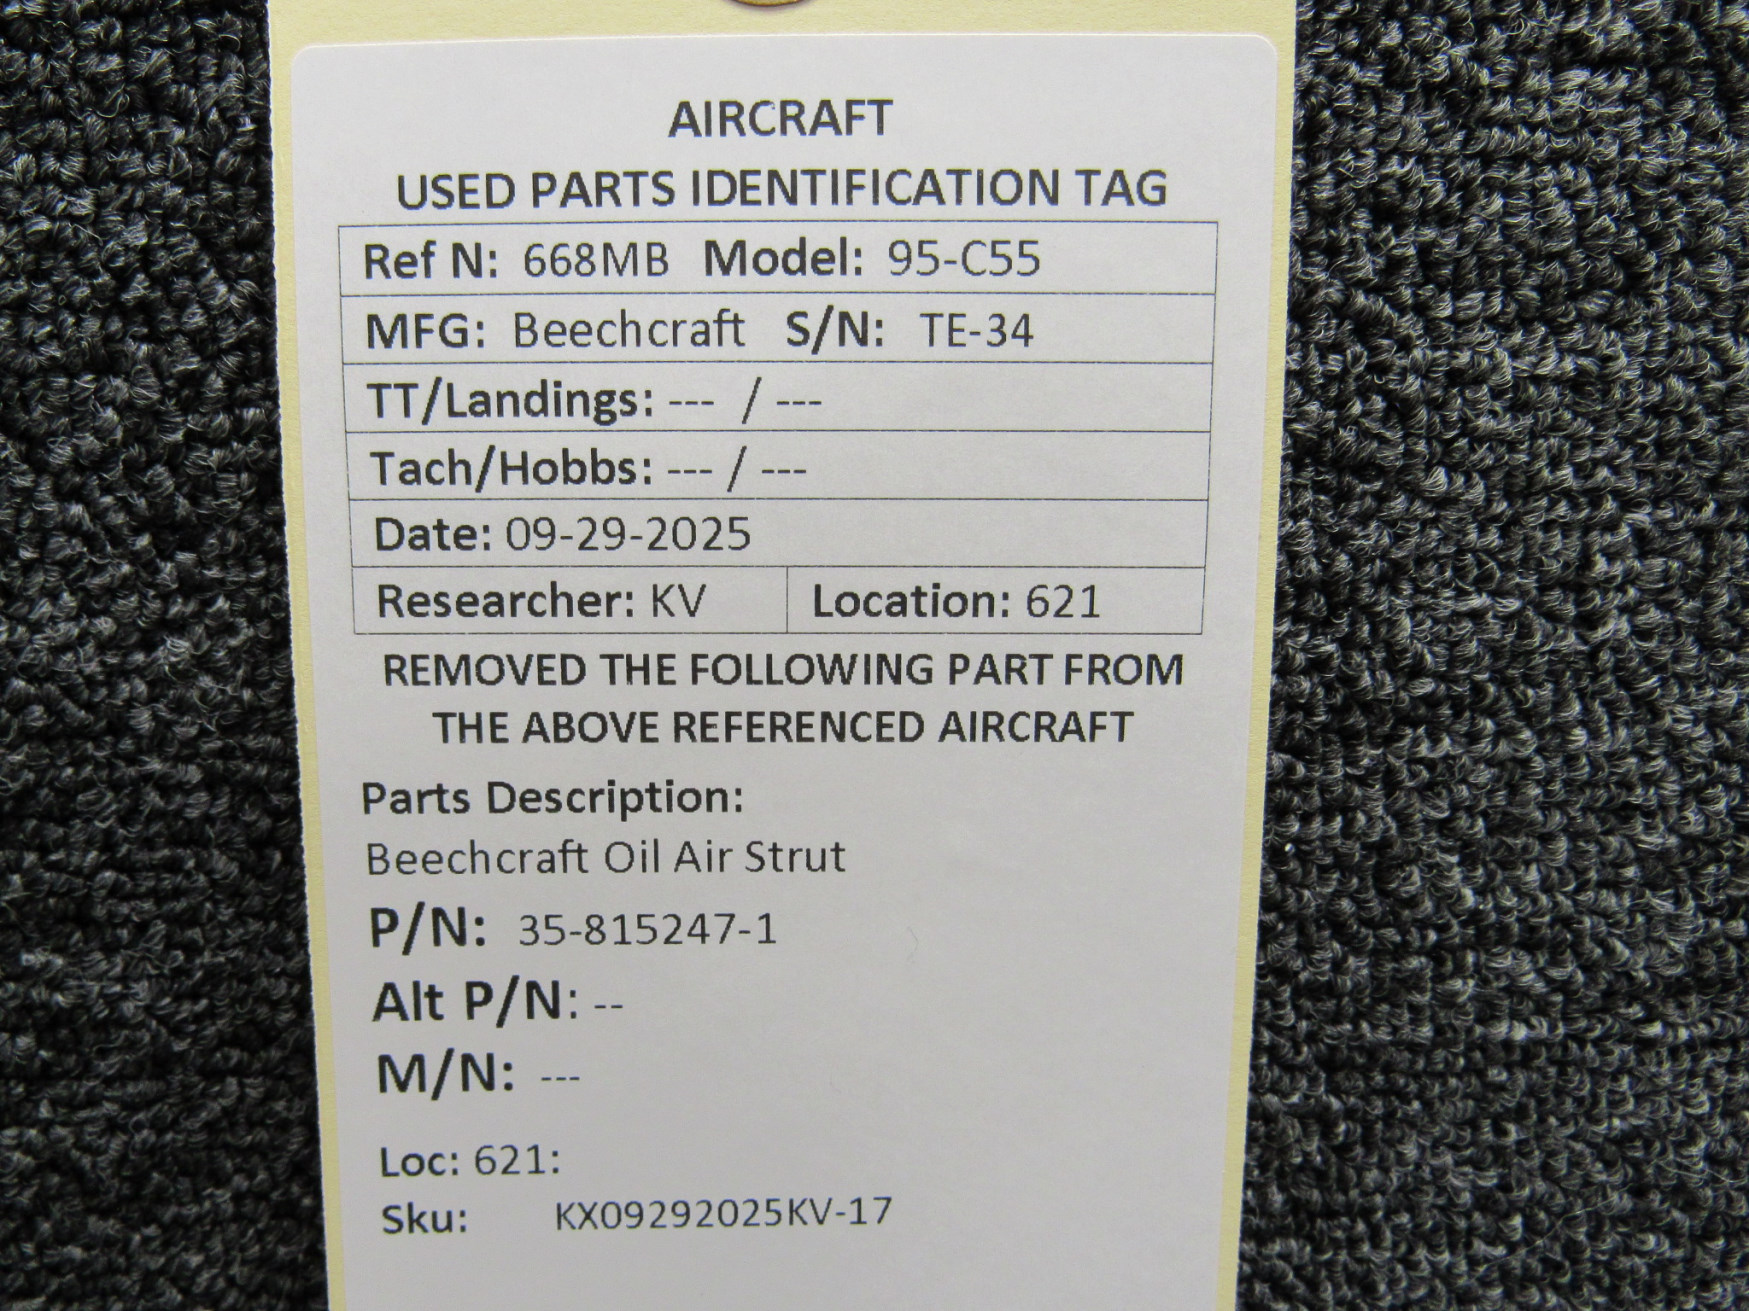 AIRCRAFT
USED PARTS IDENTIFICATION TAG
Ref N: 668MB Model: 95-C55
MFG: Beechcraft S/N: TE-34
TT/Landings: --- / ---
Tach/Hobbs: --- / ---
Date: 09-29-2025
Researcher: KV Location: 621
REMOVED THE FOLLOWING PART FROM
THE ABOVE REFERENCED AIRCRAFT
Parts Description:
Beechcraft Oil Air Strut
P/N: 35-815247-1
Alt P/N: --
M/N: ---
Loc: 621:
Sku: KX09292025KV-17